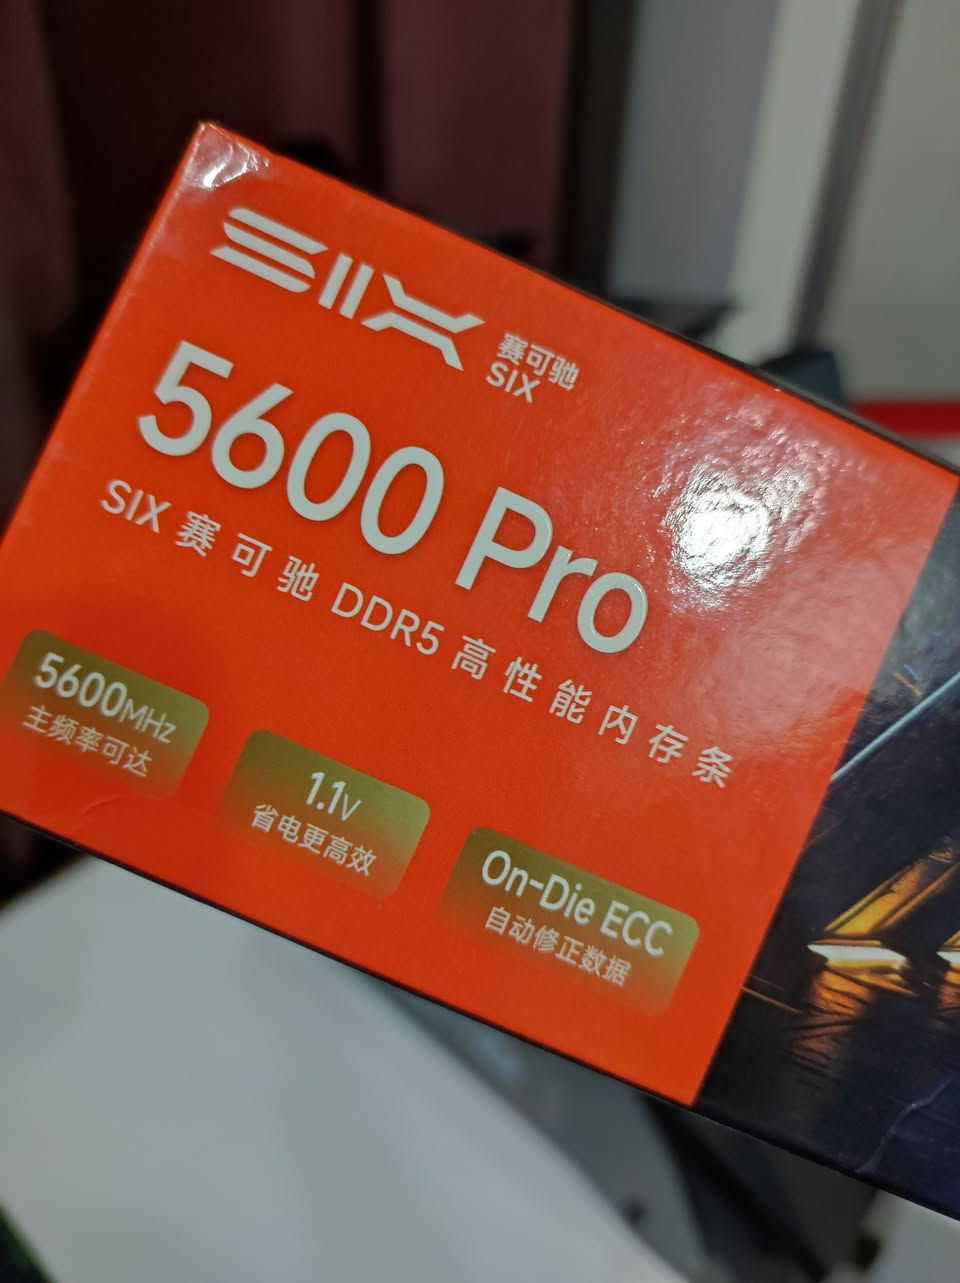 SIX
赛可驰
SIX
5600 Pro
SIX 赛可驰 DDR5 高性能内存条
5600MHz
主频率可达
1.1V
省电更高效
On-Die ECC
自动修正数据